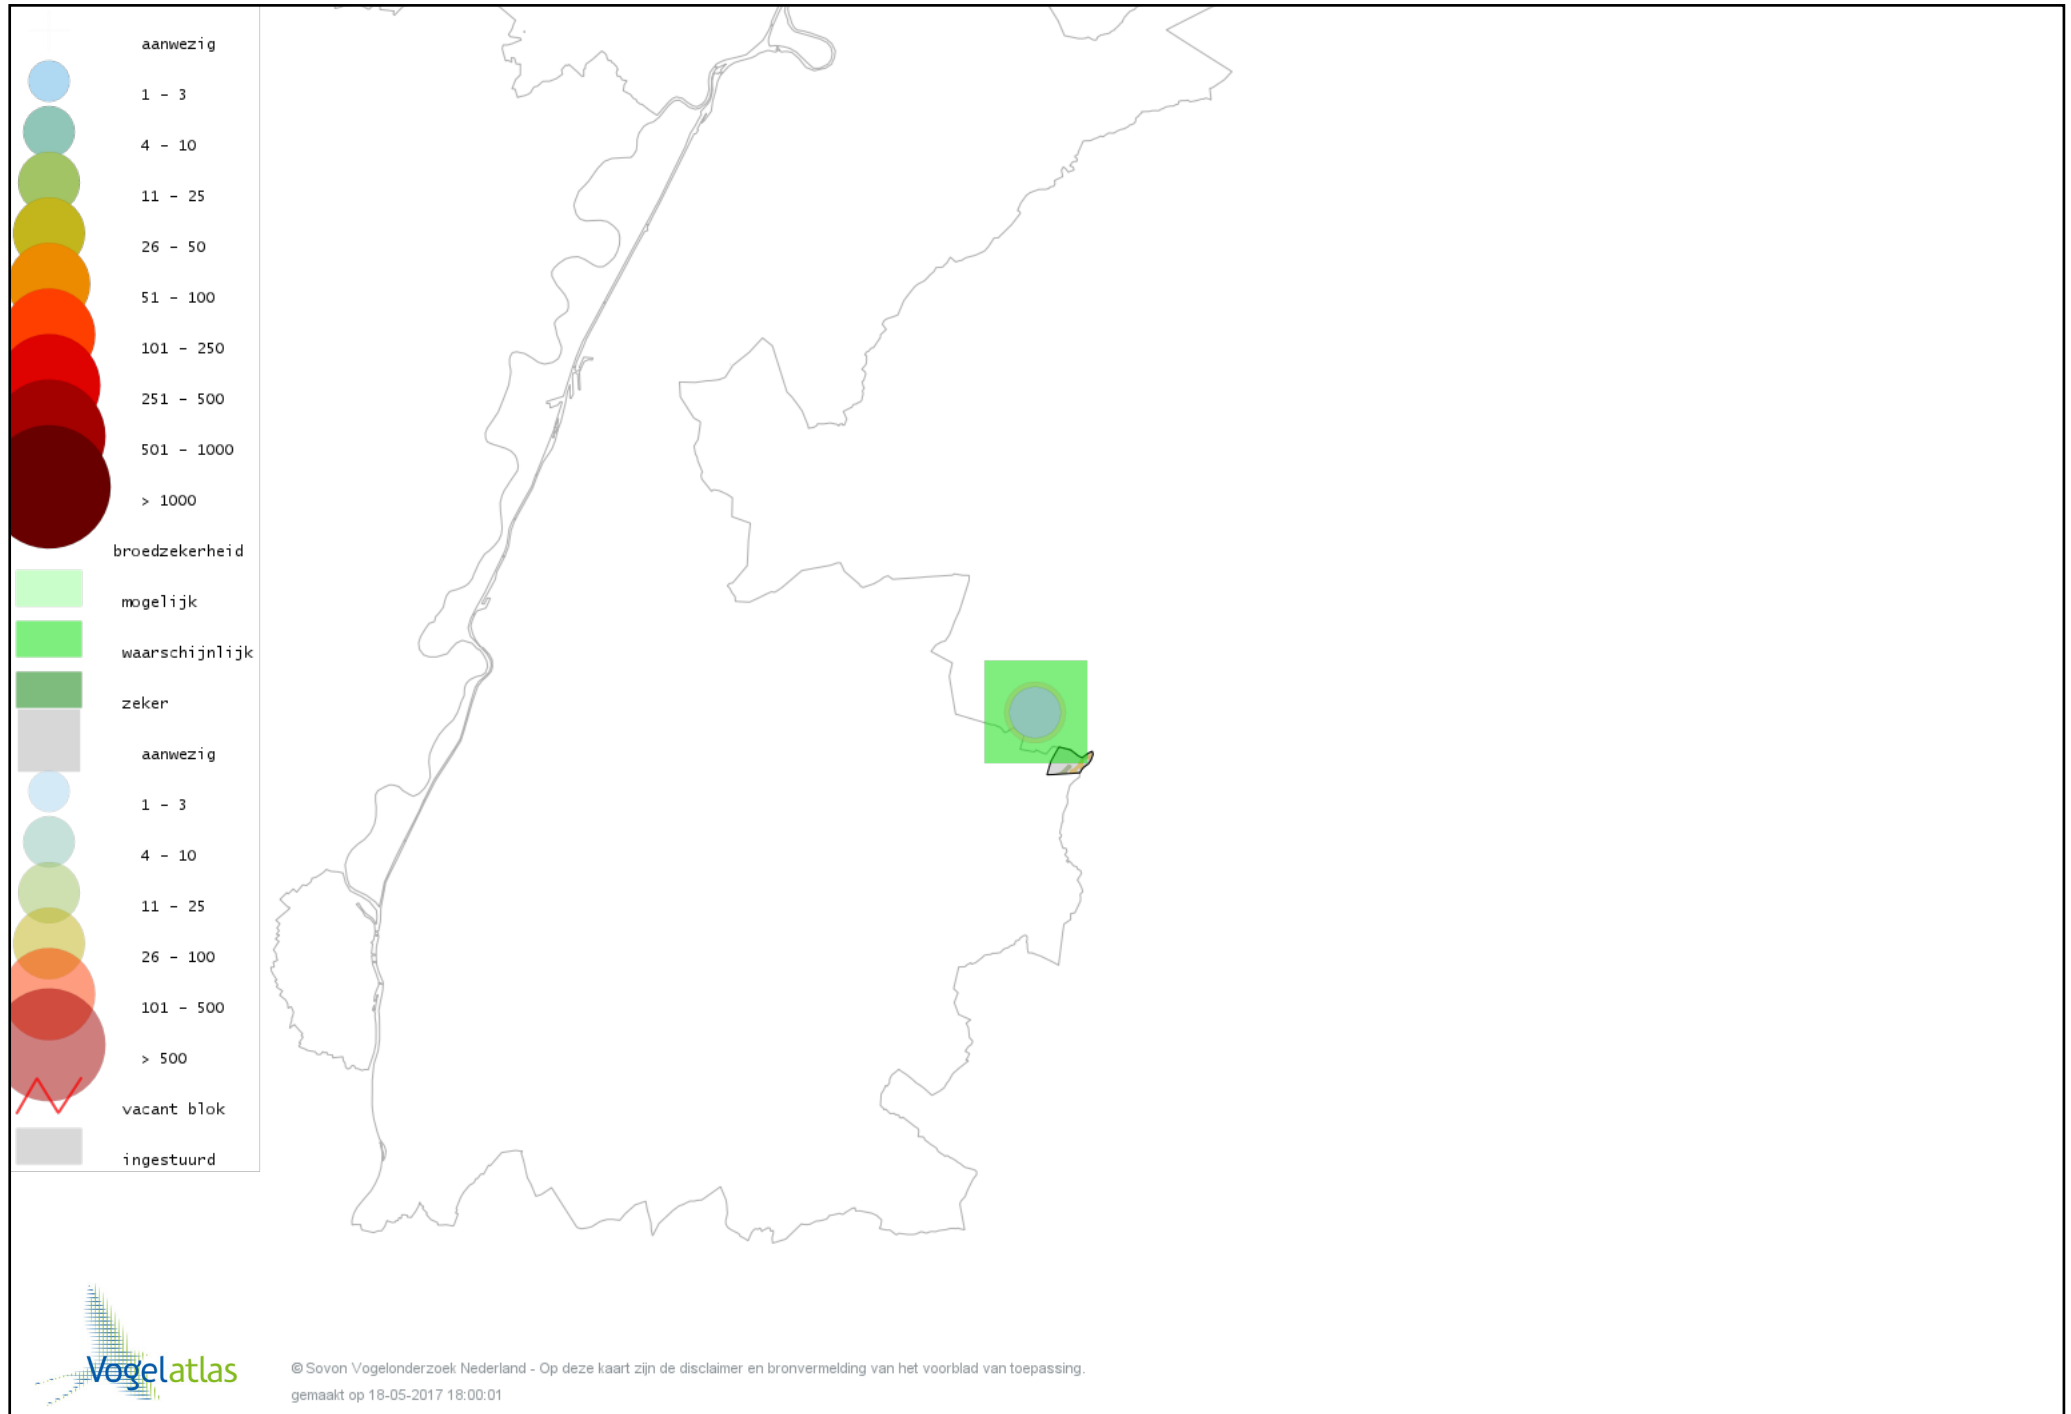 aanwezig
1 - 3
4 - 10
11 - 25
26 - 50
51 - 100
101 - 250
251 - 500
501 - 1000
> 1000
broedzekerheid
mogelijk
waarschijnlijk
zeker
aanwezig
1 - 3
4 - 10
11 - 25
26 - 100
101 - 500
> 500
vacant blok
ingestuurd
Vogelatlas
© Sovon Vogelonderzoek Nederland - Op deze kaart zijn de disclaimer en bronvermelding van het voorblad van toepassing.
gemaakt op 18-05-2017 18:00:01